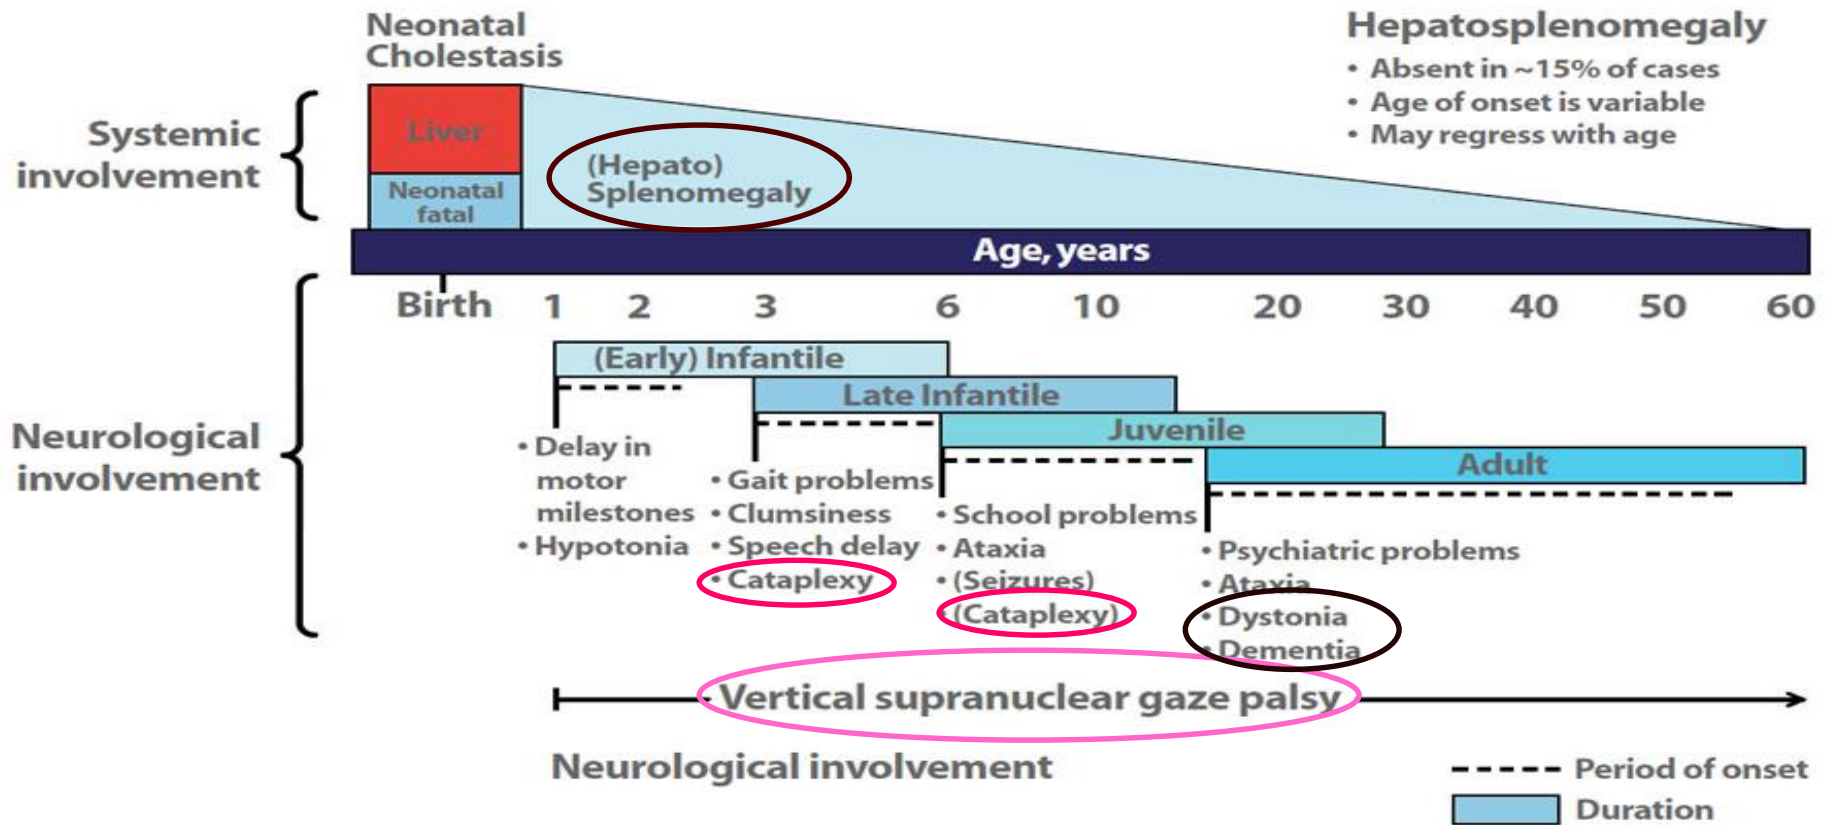 Neonatal
Cholestasis
Hepatosplenomegaly
• Absent in ~15% of cases
• Age of onset is variable
• May regress with age
Systemic
involvement
Liver
Neonatal
fatal
(Hepato)
Splenomegaly
Age, years
Birth 1 2 3 6 10 20 30 40 50 60
Neurological
involvement
(Early) Infantile
• Delay in
motor
milestones
• Hypotonia
Late Infantile
• Gait problems
• Clumsiness
• Speech delay
• Cataplexy
Juvenile
• School problems
• Ataxia
• (Seizures)
• (Cataplexy)
Adult
• Psychiatric problems
• Ataxia
• Dystonia
• Dementia
Vertical supranuclear gaze palsy
Neurological involvement
Period of onset
Duration